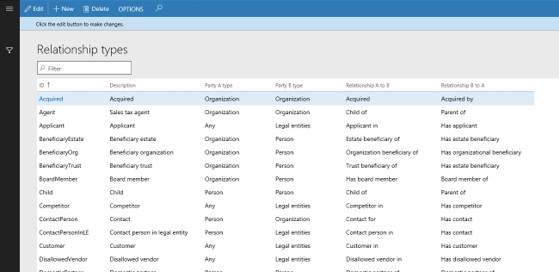 Edit + New Delete OPTIONS
Click the edit button to make changes.
Relationship types
Filter
ID ↑ Description Party A type Party B type Relationship A to B Relationship B to A
Acquired Acquired Organization Organization Acquired Acquired by
Agent Sales tax agent Organization Organization Child of Parent of
Applicant Applicant Any Legal entities Applicant in Has applicant
BeneficiaryEstate Beneficiary estate Organization Person Estate beneficiary of Has estate beneficiary
BeneficiaryOrg Beneficiary organization Organization Person Organization beneficiary of Has organizational beneficiary
BeneficiaryTrust Beneficiary trust Organization Person Trust beneficiary of Has estate beneficiary
BoardMember Board member Organization Person Has board member Board member of
Child Child Person Person Child of Parent of
Competitor Competitor Any Legal entities Competitor in Has competitor
ContactPerson Contact Person Organization Contact for Has contact
ContactPersonInLE Contact person in legal entity Person Legal entities Contact person in Has contact
Customer Customer Any Legal entities Customer in Has customer
DisallowedVendor Disallowed vendor Any Legal entities Disallowed vendor in Has disallowed vendor